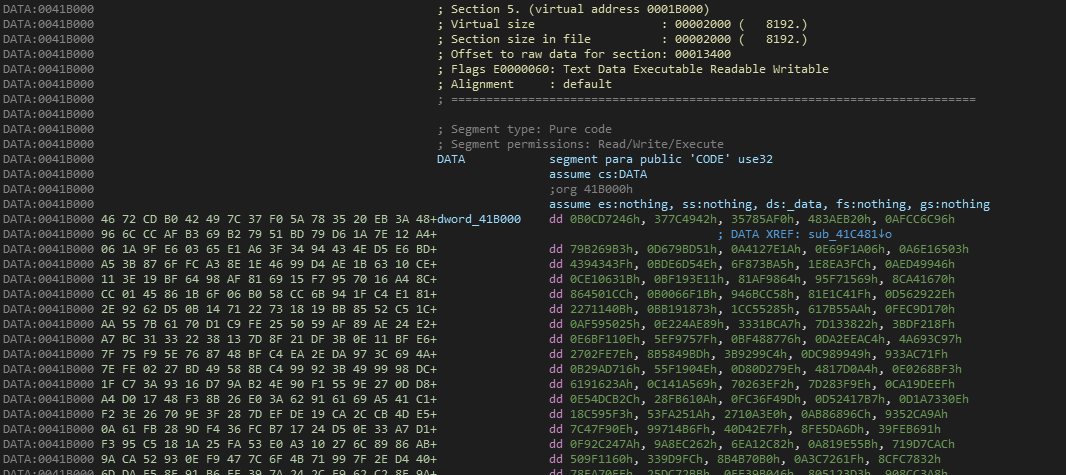 DATA:0041B000 ; Section 5. (virtual address 0001B000)
DATA:0041B000 ; Virtual size : 00002000 ( 8192.)
DATA:0041B000 ; Section size in file : 00002000 ( 8192.)
DATA:0041B000 ; Offset to raw data for section: 00013400
DATA:0041B000 ; Flags E0000060: Text Data Executable Readable Writable
DATA:0041B000 ; Alignment : default
DATA:0041B000 ; ===========================================================================
DATA:0041B000
DATA:0041B000 ; Segment type: Pure code
DATA:0041B000 ; Segment permissions: Read/Write/Execute
DATA:0041B000 DATA segment para public 'CODE' use32
DATA:0041B000 assume cs:DATA
DATA:0041B000 ;org 41B000h
DATA:0041B000 assume es:nothing, ss:nothing, ds:_data, fs:nothing, gs:nothing
DATA:0041B000 46 72 CD B0 42 49 7C 37 F0 5A 78 35 20 EB 3A 48+dword_41B000 dd 0B0CD7246h, 377C4942h, 35785AF0h, 483AEB20h, 0AFCC6C96h
DATA:0041B000 96 6C CC AF B3 69 B2 79 51 BD 79 D6 1A 7E 12 A4+ ; DATA XREF: sub_41C481↓o
DATA:0041B000 06 1A 9F E6 03 65 E1 A6 3F 34 94 43 4E D5 E6 BD+ dd 79B269B3h, 0D679BD51h, 0A4127E1Ah, 0E69F1A06h, 0A6E16503h
DATA:0041B000 A5 3B 87 6F FC A3 8E 1E 46 99 D4 AE 1B 63 10 CE+ dd 4394343Fh, 0BDE6D54Eh, 6F873BA5h, 1E8EA3FCh, 0AED49946h
DATA:0041B000 11 3E 19 BF 64 98 AF 81 69 15 F7 95 70 16 A4 8C+ dd 0CE10631Bh, 0BF193E11h, 81AF9864h, 95F71569h, 8CA41670h
DATA:0041B000 CC 01 45 86 1B 6F 06 B0 58 CC 6B 94 1F C4 E1 81+ dd 864501CCh, 0B0066F1Bh, 946BCC58h, 81E1C41Fh, 0D562922Eh
DATA:0041B000 2E 92 62 D5 0B 14 71 22 73 18 19 BB 85 52 C5 1C+ dd 2271140Bh, 0BB191873h, 1CC55285h, 617B55AAh, 0FEC9D170h
DATA:0041B000 AA 55 7B 61 70 D1 C9 FE 25 50 59 AF 89 AE 24 E2+ dd 0AF595025h, 0E224AE89h, 3331BCA7h, 7D133822h, 3BDF218Fh
DATA:0041B000 A7 BC 31 33 22 38 13 7D 8F 21 DF 3B 0E 11 BF E6+ dd 0E6BF110Eh, 5EF9757Fh, 0BF488776h, 0DA2EEAC4h, 4A693C97h
DATA:0041B000 7F 75 F9 5E 76 87 48 BF C4 EA 2E DA 97 3C 69 4A+ dd 2702FE7Eh, 8B5849BDh, 3B9299C4h, 0DC989949h, 933AC71Fh
DATA:0041B000 7E FE 02 27 BD 49 58 8B C4 99 92 3B 49 99 98 DC+ dd 0B29AD716h, 55F1904Eh, 0D80D279Eh, 4817D0A4h, 0E0268BF3h
DATA:0041B000 1F C7 3A 93 16 D7 9A B2 4E 90 F1 55 9E 27 0D D8+ dd 6191623Ah, 0C141A569h, 70263EF2h, 7D283F9Eh, 0CA19DEEFh
DATA:0041B000 A4 D0 17 48 F3 8B 26 E0 3A 62 91 61 69 A5 41 C1+ dd 0E54DCB2Ch, 28FB610Ah, 0FC36F49Dh, 0D52417B7h, 0D1A7330Eh
DATA:0041B000 F2 3E 26 70 9E 3F 28 7D EF DE 19 CA 2C CB 4D E5+ dd 18C595F3h, 53FA251Ah, 2710A3E0h, 0AB86896Ch, 9352CA9Ah
DATA:0041B000 0A 61 FB 28 9D F4 36 FC B7 17 24 D5 0E 33 A7 D1+ dd 7C47F90Eh, 99714B6Fh, 40D42E7Fh, 8FE5DA6Dh, 39FEB691h
DATA:0041B000 F3 95 C5 18 1A 25 FA 53 E0 A3 10 27 6C 89 86 AB+ dd 0F92C247Ah, 9A8EC262h, 6EA12C82h, 0A819E55Bh, 719D7CACh
DATA:0041B000 9A CA 52 93 0E F9 47 7C 6F 4B 71 99 7F 2E D4 40+ dd 509F1160h, 339D9FCh, 8B4B70B0h, 0A3C7261Fh, 8CFC7832h